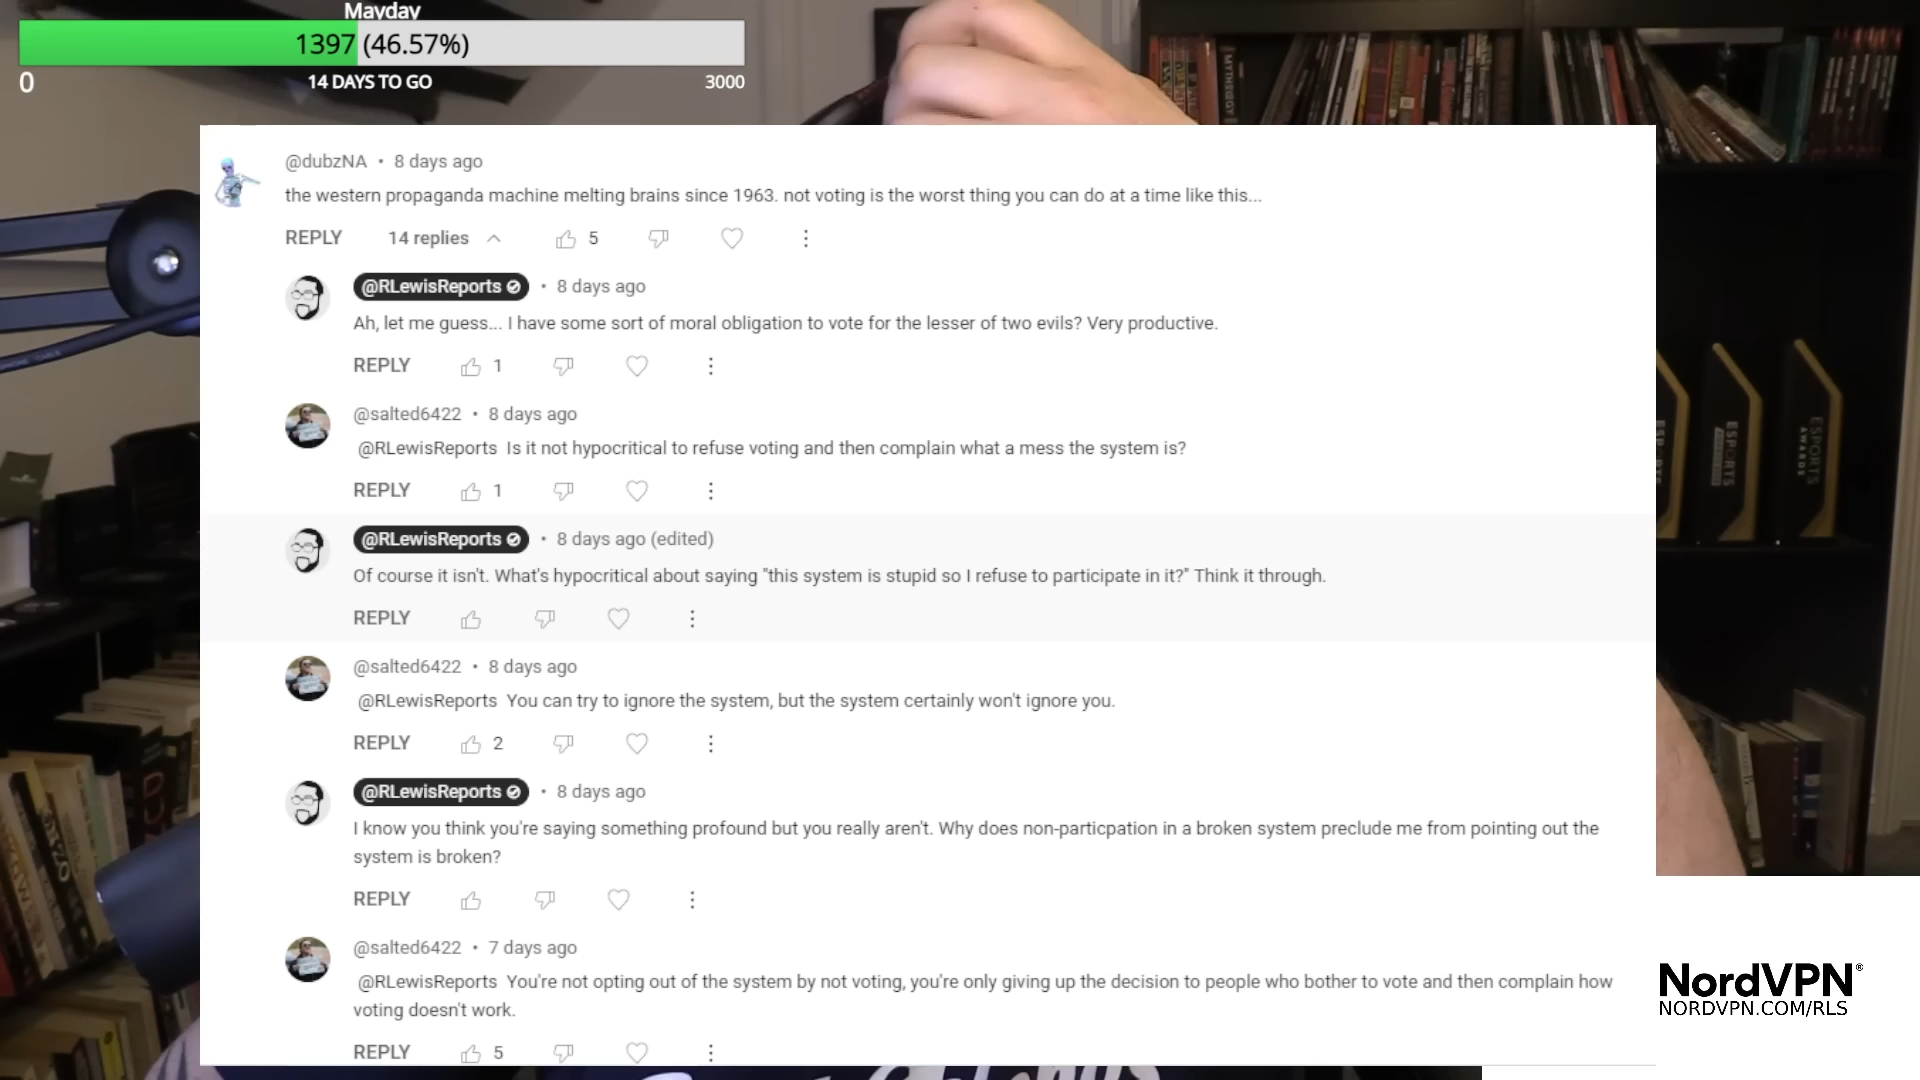 Mayday
1397 (46.57%)
0 14 DAYS TO GO 3000
MYTHOLOGY
@dubzNA • 8 days ago
the western propaganda machine melting brains since 1963. not voting is the worst thing you can do at a time like this...
REPLY 14 replies 5
@RLewisReports • 8 days ago
Ah, let me guess... I have some sort of moral obligation to vote for the lesser of two evils? Very productive.
REPLY 1
@salted6422 • 8 days ago
@RLewisReports Is it not hypocritical to refuse voting and then complain what a mess the system is?
REPLY 1
@RLewisReports • 8 days ago (edited)
Of course it isn't. What's hypocritical about saying "this system is stupid so I refuse to participate in it?" Think it through.
REPLY
@salted6422 • 8 days ago
@RLewisReports You can try to ignore the system, but the system certainly won't ignore you.
REPLY 2
@RLewisReports • 8 days ago
I know you think you're saying something profound but you really aren't. Why does non-particpation in a broken system preclude me from pointing out the
system is broken?
REPLY
@salted6422 • 7 days ago
@RLewisReports You're not opting out of the system by not voting, you're only giving up the decision to people who bother to vote and then complain how
voting doesn't work.
REPLY 5
ESPORTS
ESPORTS
AWARDS
NordVPN®
NORDVPN.COM/RLS